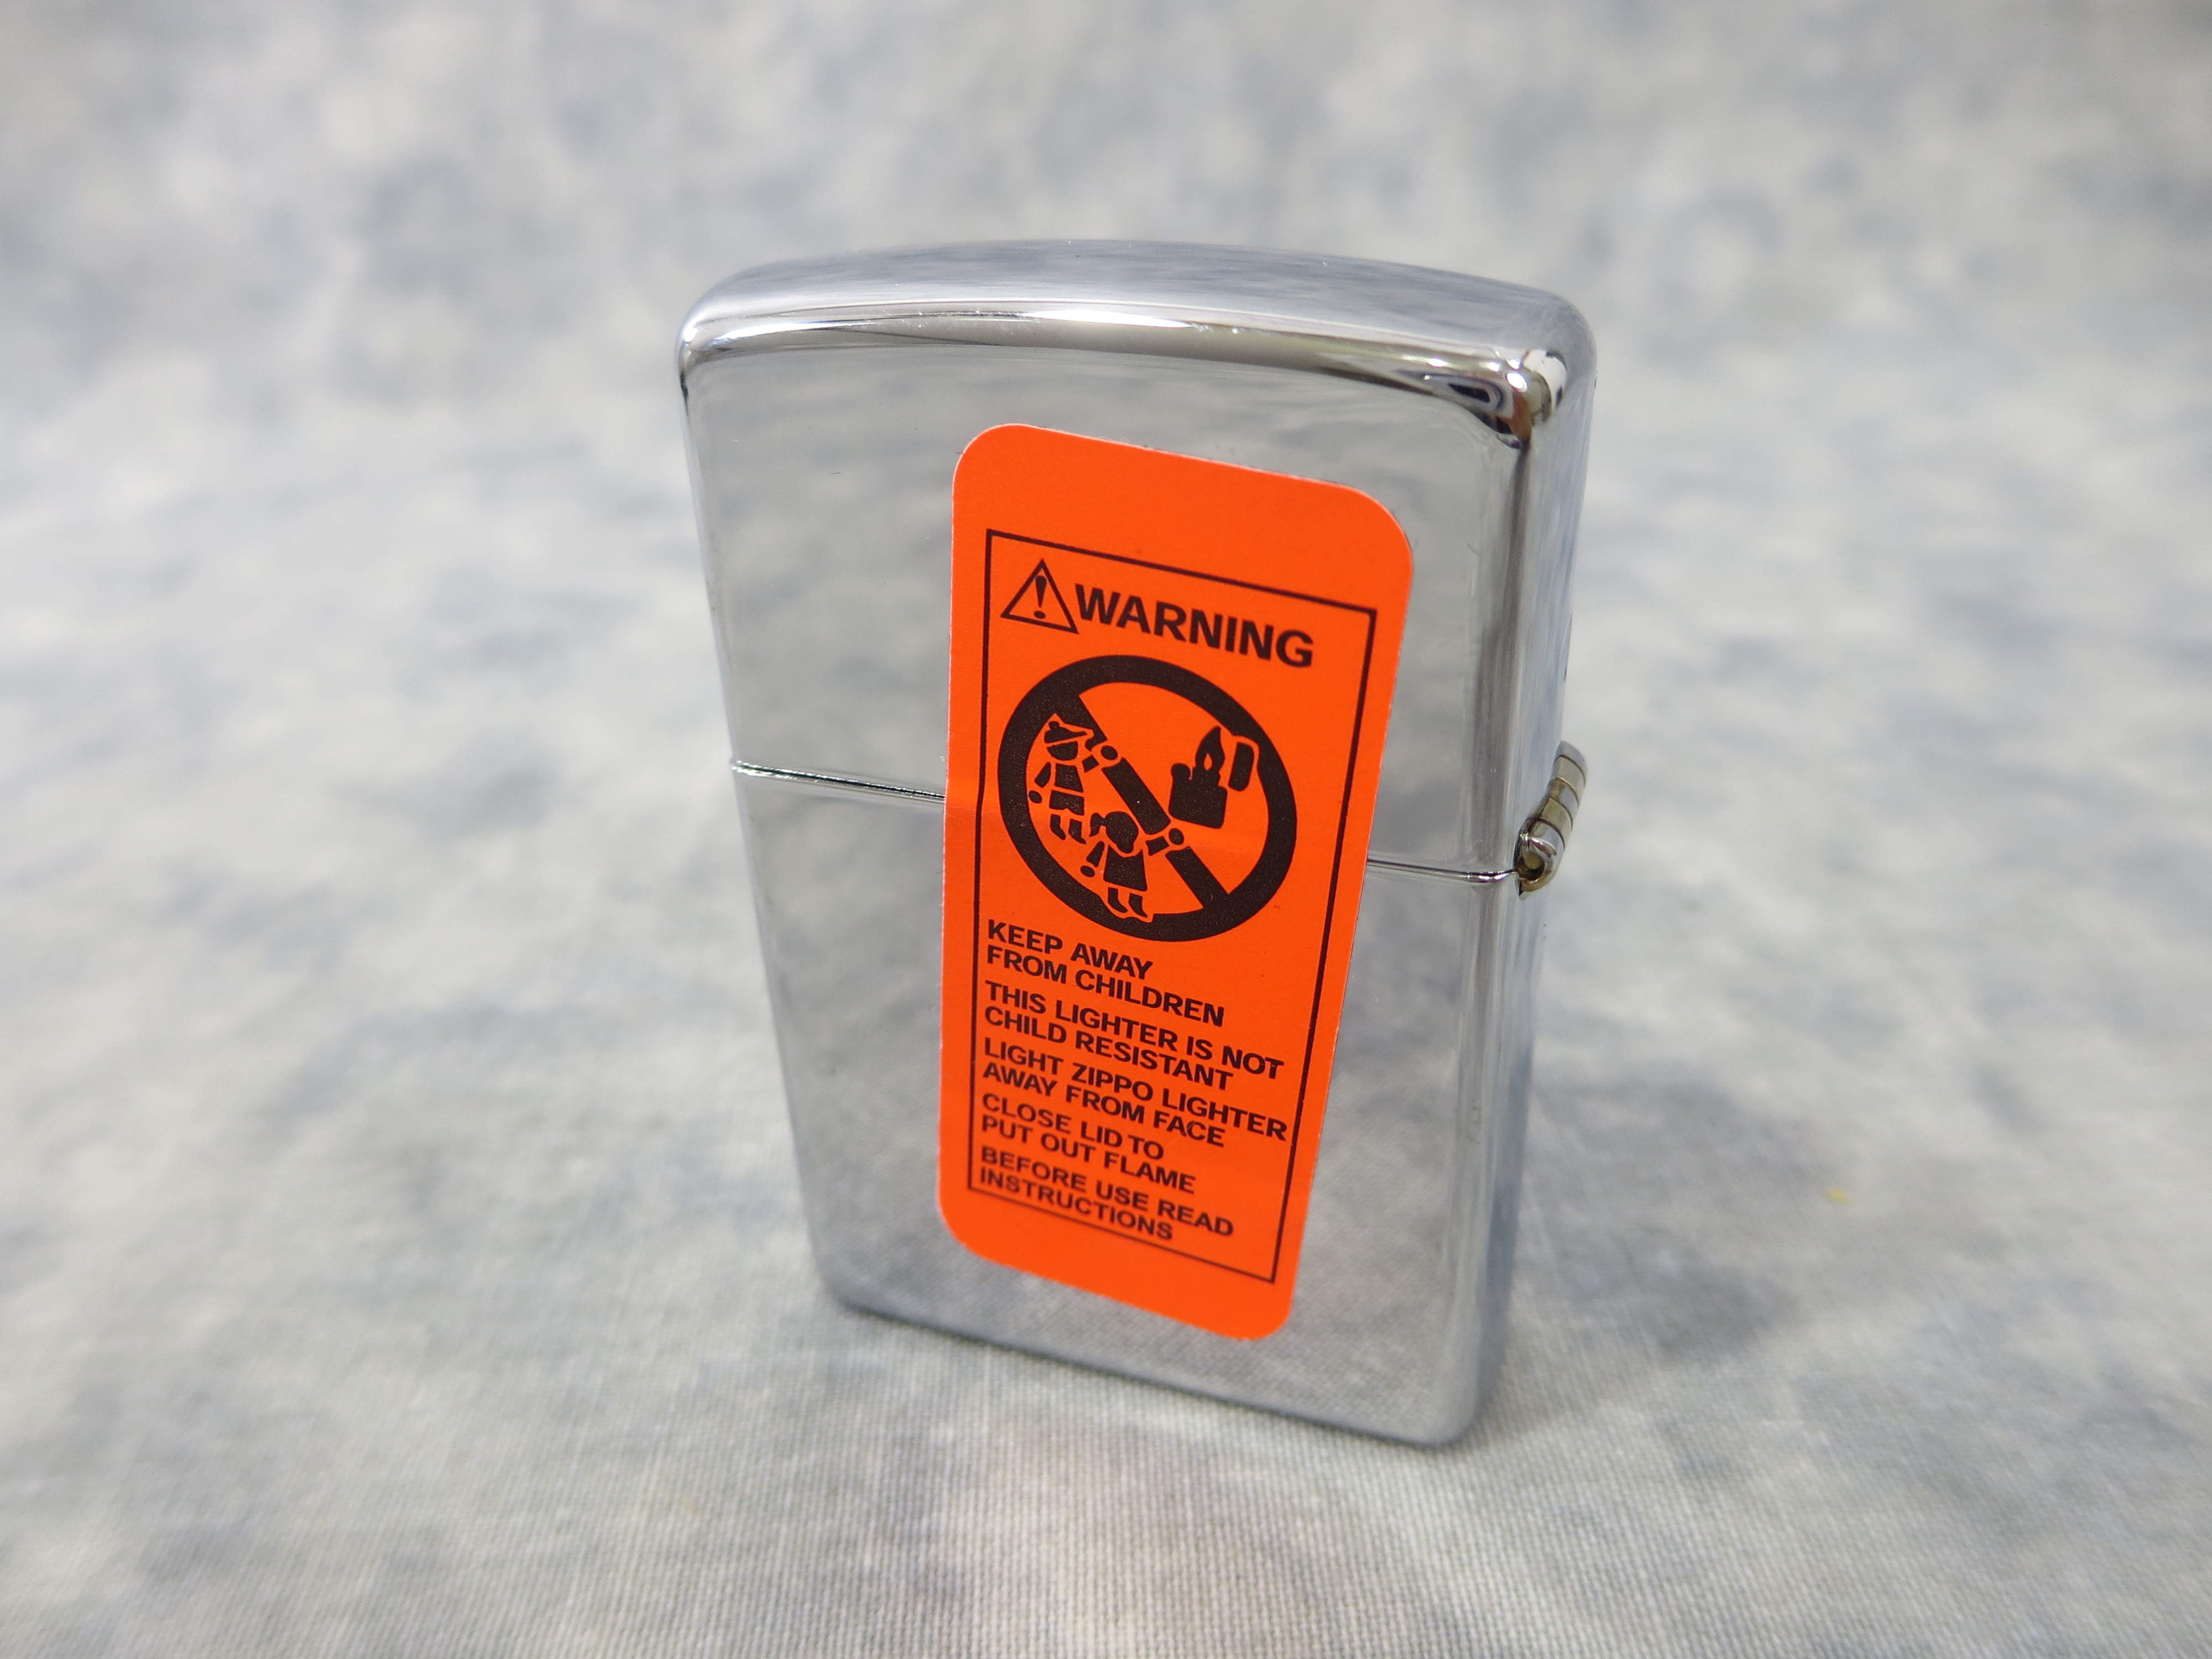 WARNING
KEEP AWAY
FROM CHILDREN
THIS LIGHTER IS NOT
CHILD RESISTANT
LIGHT ZIPPO LIGHTER
AWAY FROM FACE
CLOSE LID TO
PUT OUT FLAME
BEFORE USE READ
INSTRUCTIONS